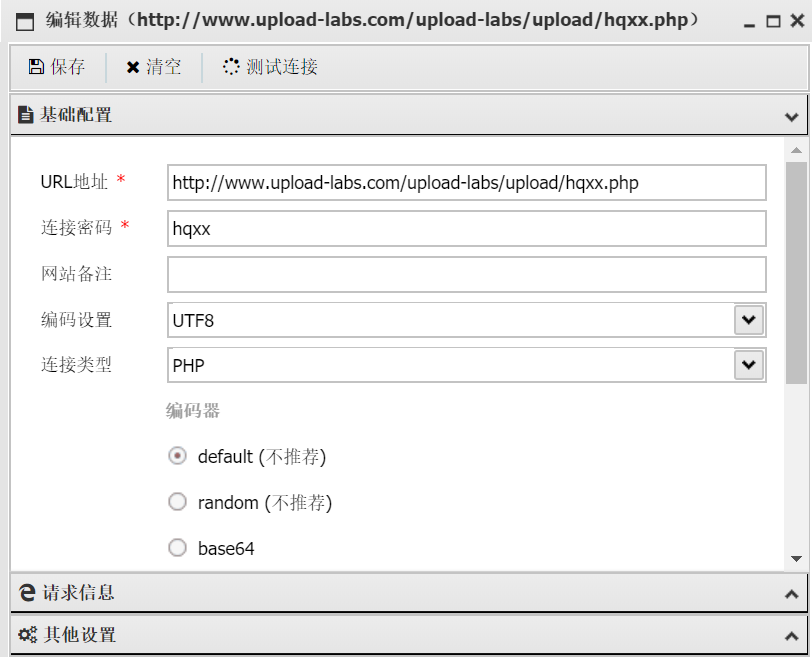 编辑数据（http://www.upload-labs.com/upload-labs/upload/hqxx.php）
保存 清空 测试连接
基础配置
URL地址 *
http://www.upload-labs.com/upload-labs/upload/hqxx.php
连接密码 *
hqxx
网站备注
编码设置
UTF8
连接类型
PHP
编码器
default (不推荐)
random (不推荐)
base64
请求信息
其他设置